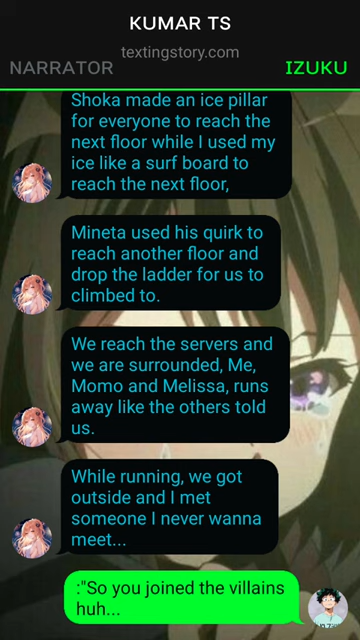 KUMAR TS
textingstory.com
NARRATOR
IZUKU
Shoka made an ice pillar
for everyone to reach the
next floor while I used my
ice like a surf board to
reach the next floor,
Mineta used his quirk to
reach another floor and
drop the ladder for us to
climbed to.
We reach the servers and
we are surrounded, Me,
Momo and Melissa, runs
away like the others told
us.
While running, we got
outside and I met
someone I never wanna
meet...
:"So you joined the villains
huh...